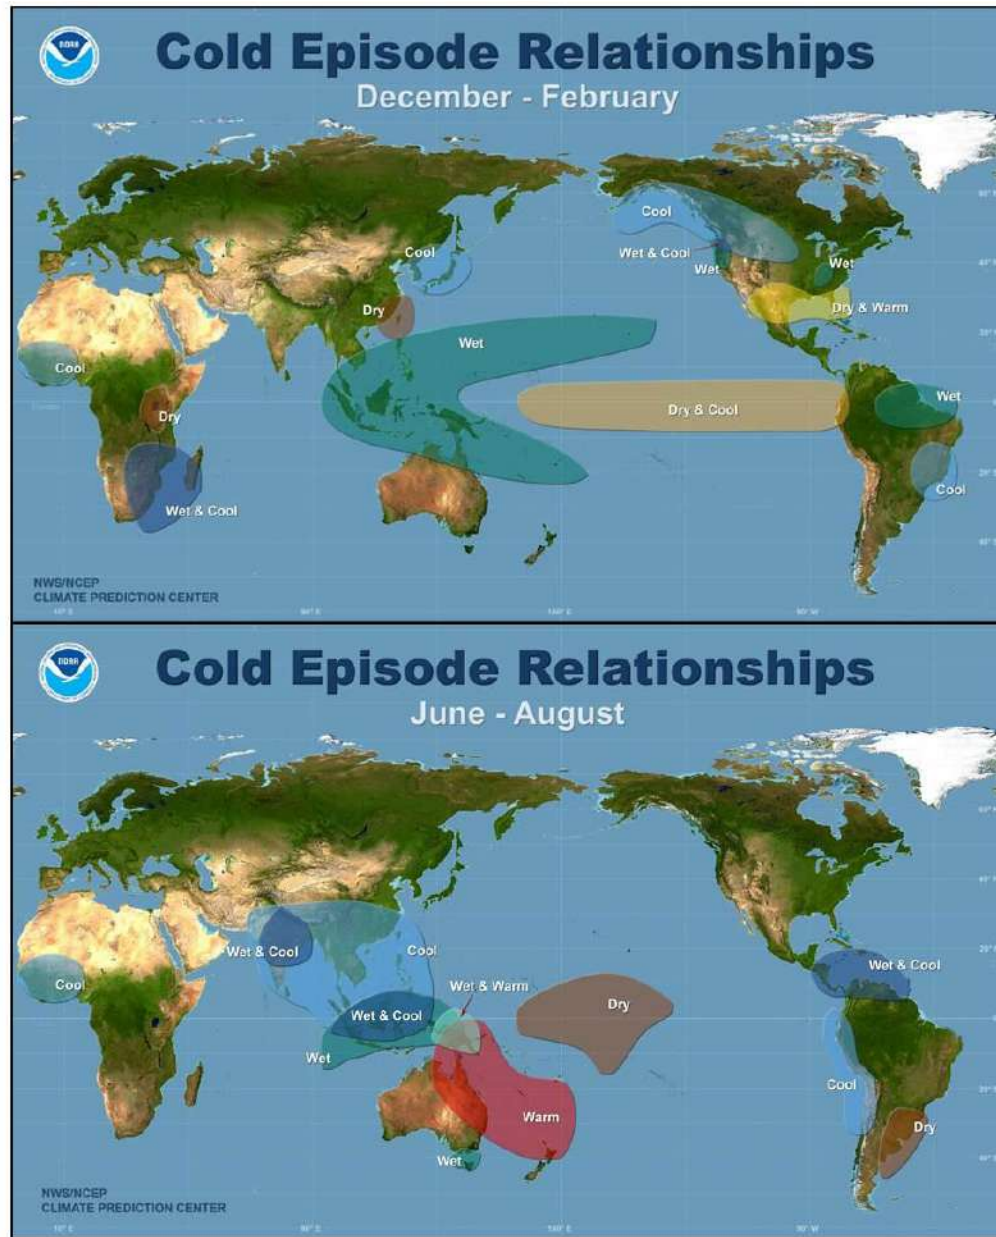 NOAA
Cold Episode Relationships
December - February
Cool
Cool
Wet & Cool
Wet
Wet
Dry
Dry & Warm
Wet
Cool
Dry & Cool
Wet
Dry
Cool
Wet & Cool
NWS/NCEP
CLIMATE PREDICTION CENTER
NOAA
Cold Episode Relationships
June - August
Wet & Cool
Cool
Wet & Cool
Cool
Wet & Warm
Dry
Wet & Cool
Wet
Cool
Warm
Dry
Wet
NWS/NCEP
CLIMATE PREDICTION CENTER